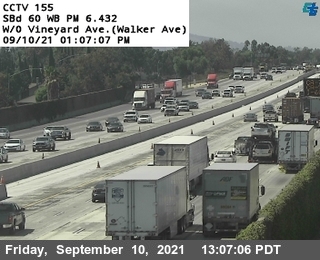 CCTV 155
SBd 60 WB PM 6.432
W/O Vineyard Ave.(Walker Ave)
09/10/21 01:07:07 PM
Friday, September 10, 2021 13:07:06 PDT